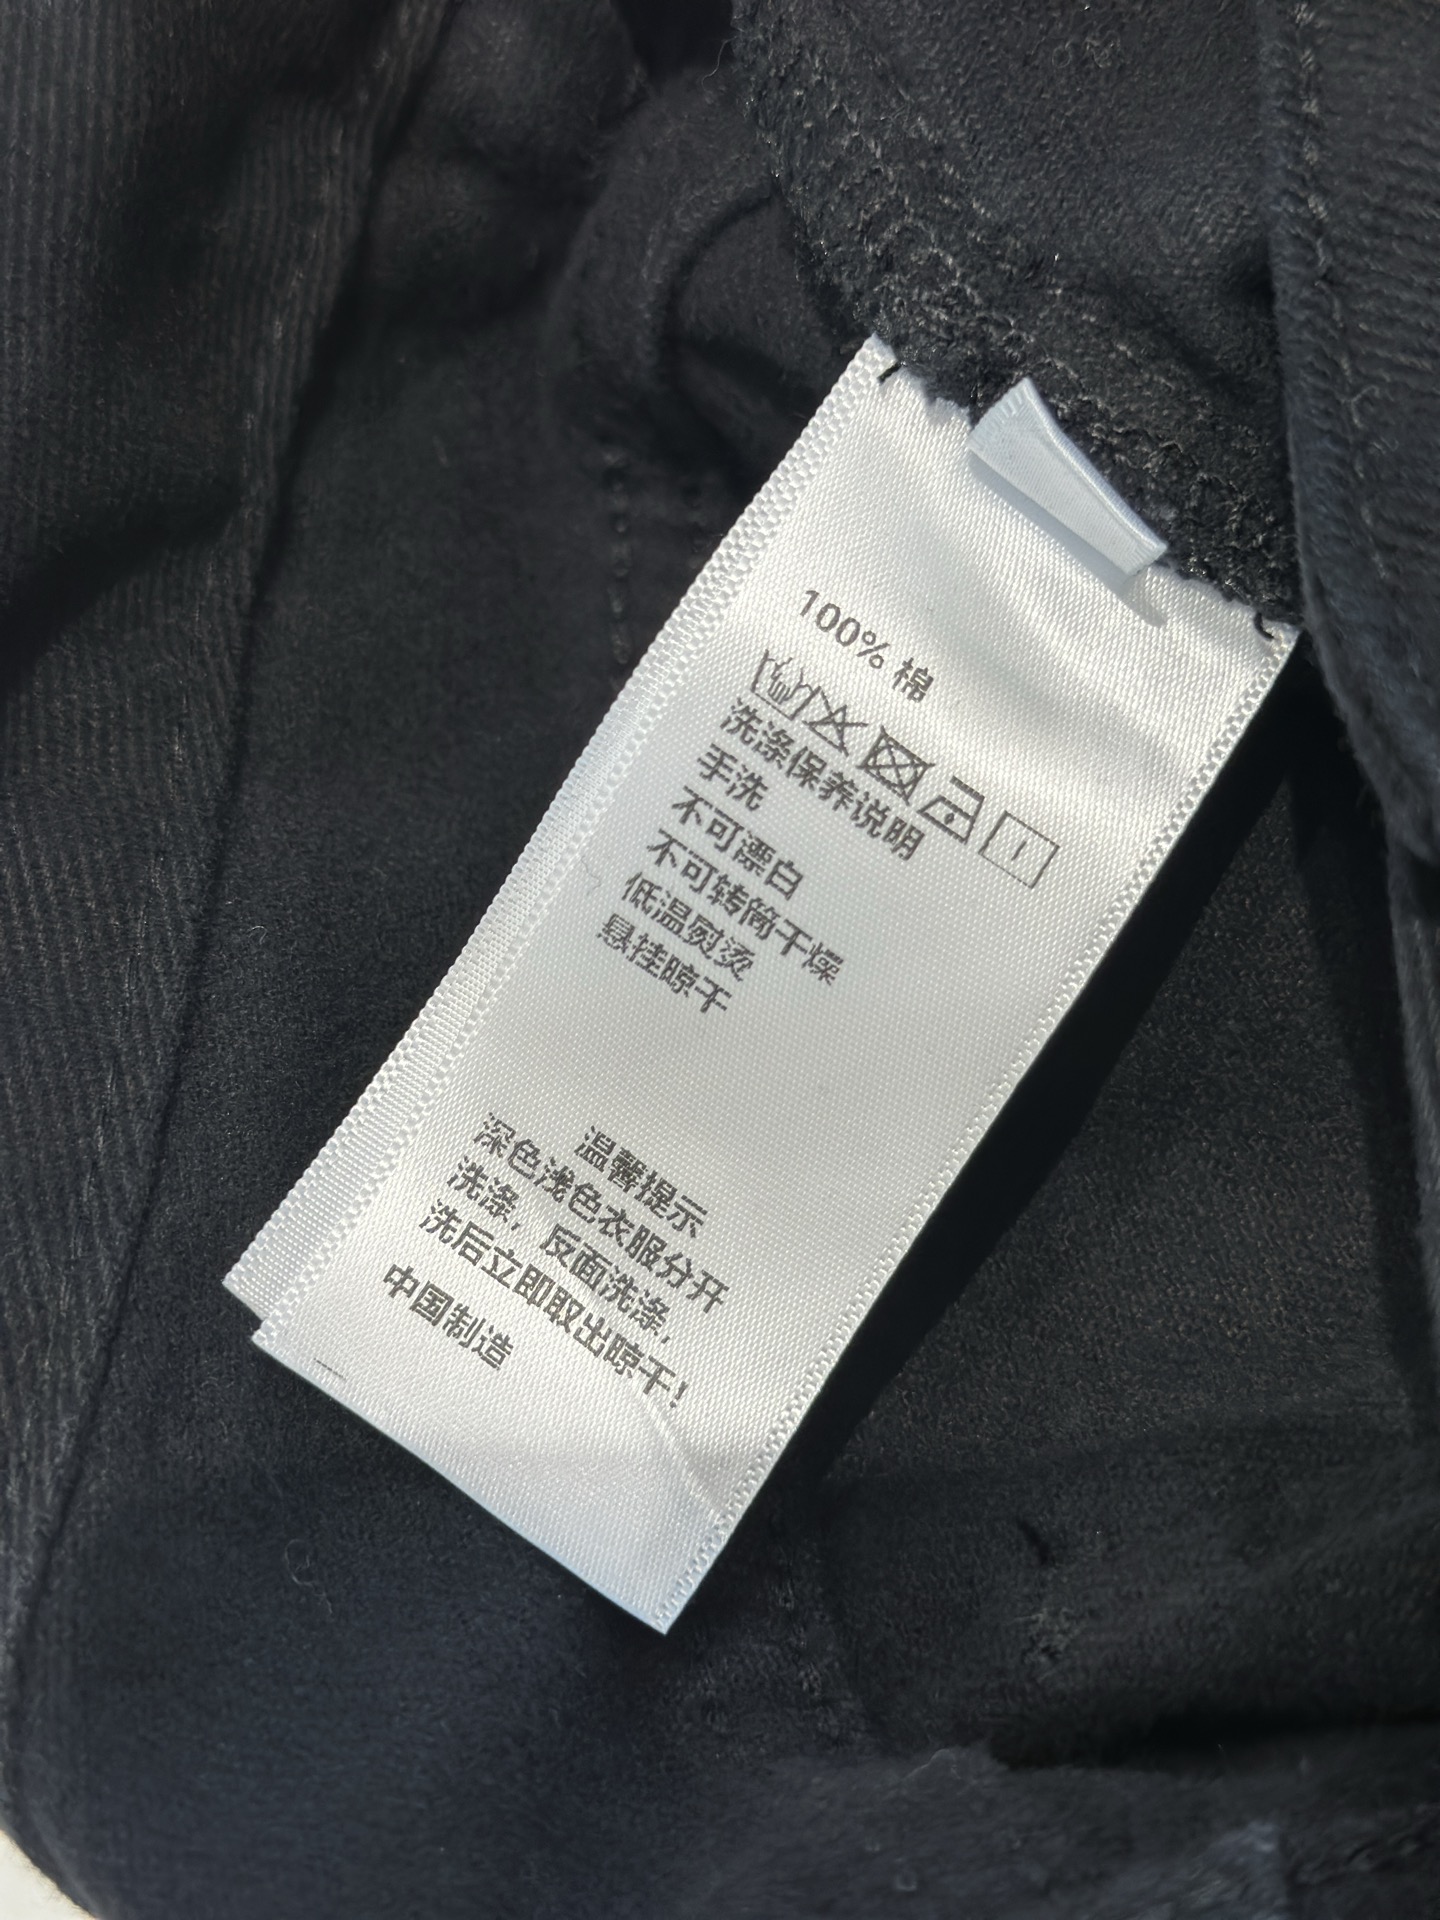 100% 棉
洗涤保养说明
手洗
不可漂白
不可转筒干燥
低温熨烫
悬挂晾干
温馨提示
深色浅色衣服分开
洗涤，反面洗涤，
洗后立即取出晾干！
中国制造